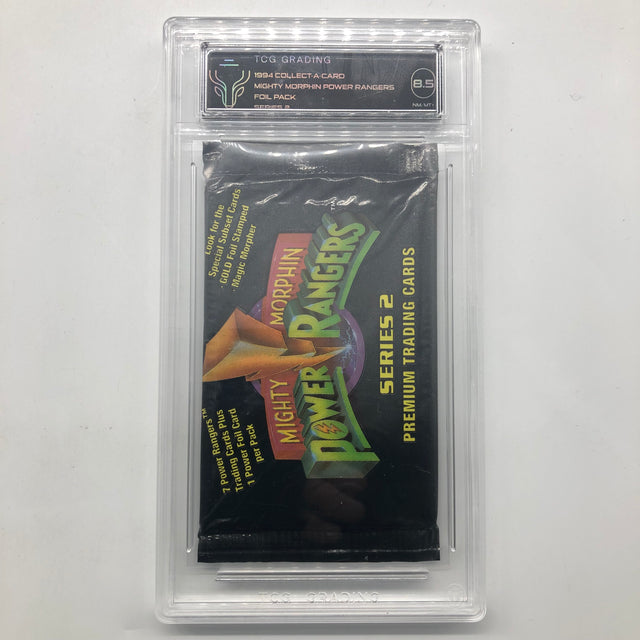 TCG GRADING
1994 COLLECT-A-CARD
MIGHTY MORPHIN POWER RANGERS
FOIL PACK
SERIES 2
8.5
NM/MT+
Look for the
Special Subset Cards
· GOLD Foil Stamped
· Magic Morpher
MIGHTY MORPHIN
POWER RANGERS™
SERIES 2
PREMIUM TRADING CARDS
7 Power Rangers™
Trading Cards Plus
1 Power Foil Card
per Pack
TCG GRADING